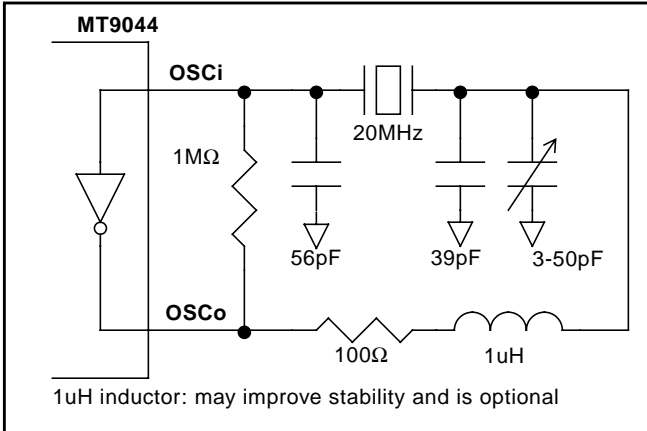 MT9044
OSCi
20MHz
1MΩ
56pF
39pF
3-50pF
OSCo
100Ω
1uH
1uH inductor: may improve stability and is optional